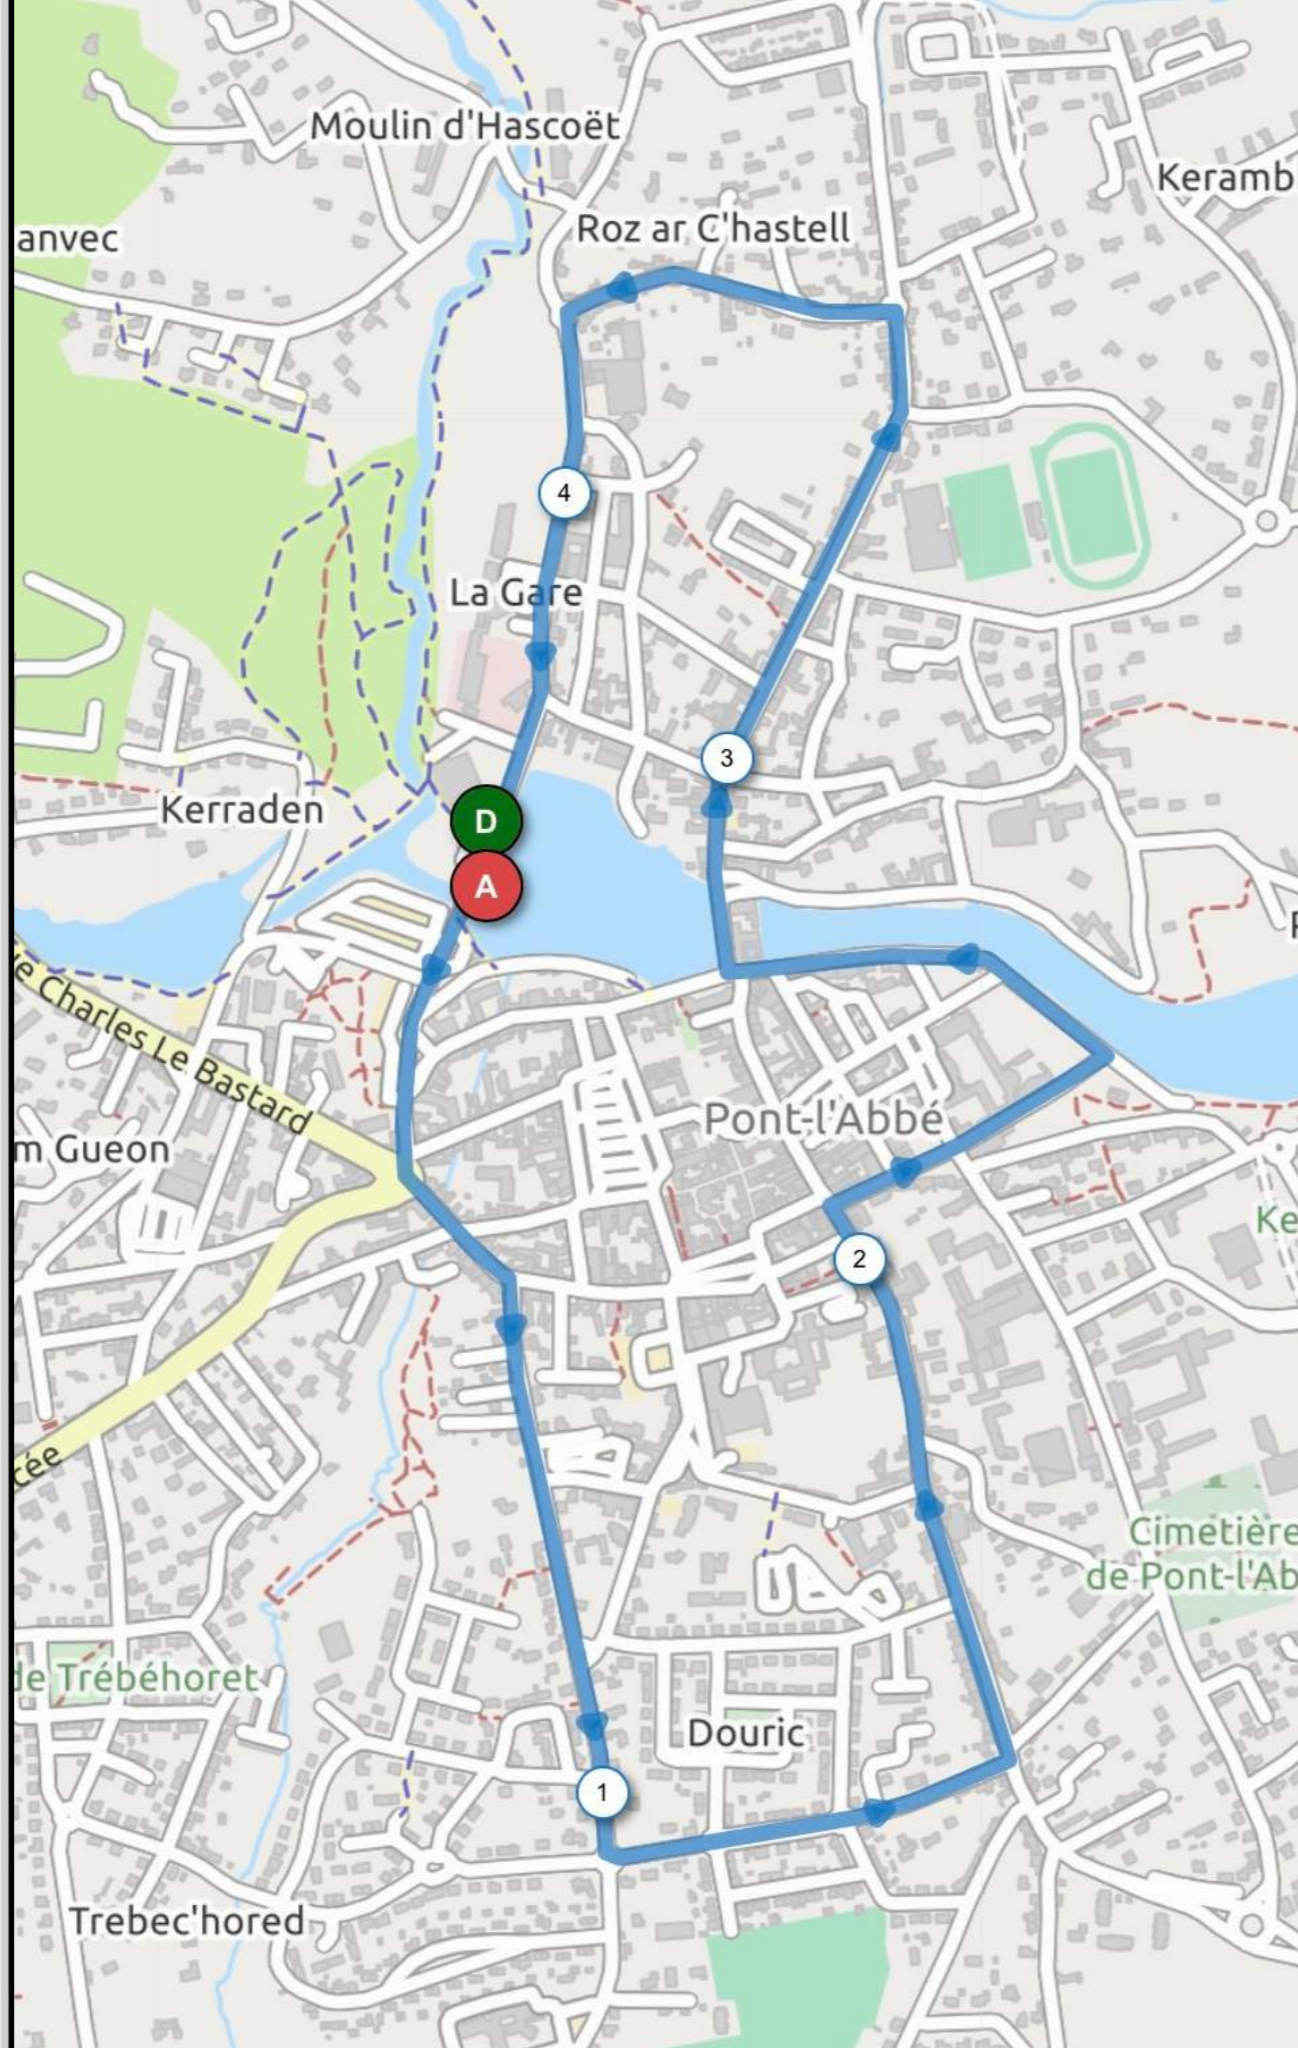 Moulin d'Hascoët
Keramb
Roz ar C'hastell
anvec
4
La Gare
3
D
Kerraden
A
e Charles Le Bastard
Pont-l'Abbé
m Gueon
Ke
2
cée
Cimetière
de Pont-l'Ab
de Trébéhoret
Douric
1
Trebec'hored